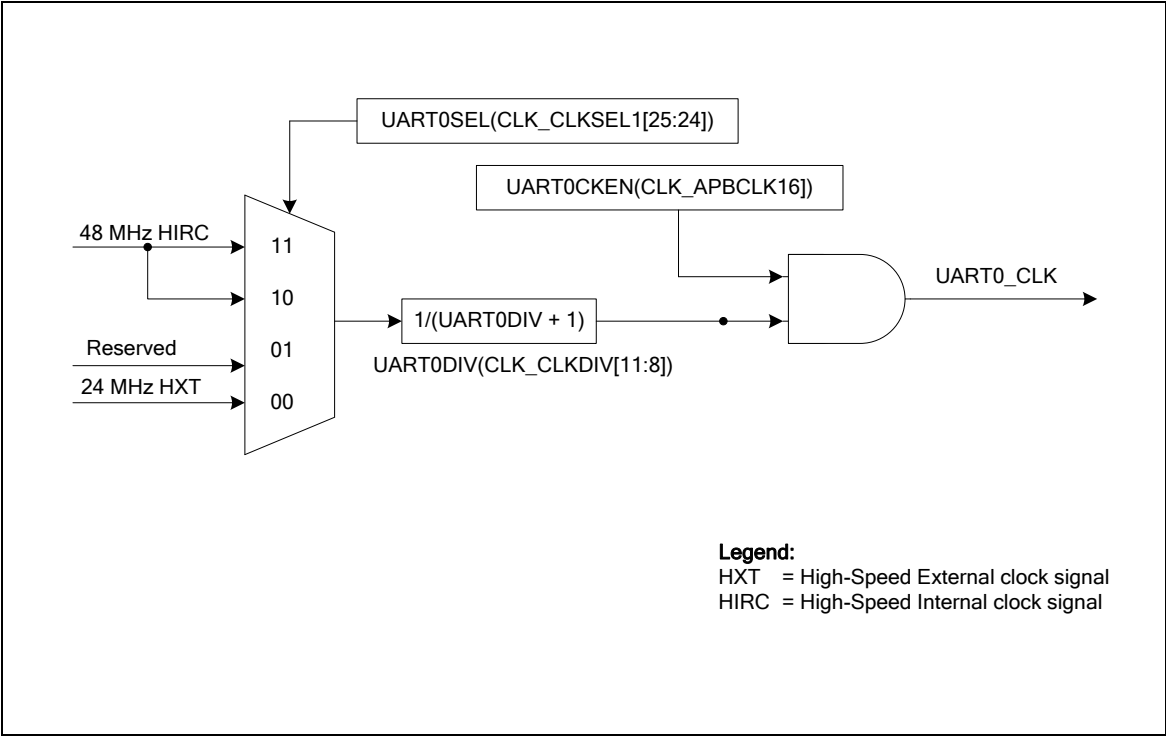 UART0SEL(CLK_CLKSEL1[25:24])
UART0CKEN(CLK_APBCLK16])
48 MHz HIRC
11
10
Reserved
01
24 MHz HXT
00
1/(UART0DIV + 1)
UART0DIV(CLK_CLKDIV[11:8])
UART0_CLK
Legend:
HXT = High-Speed External clock signal
HIRC = High-Speed Internal clock signal